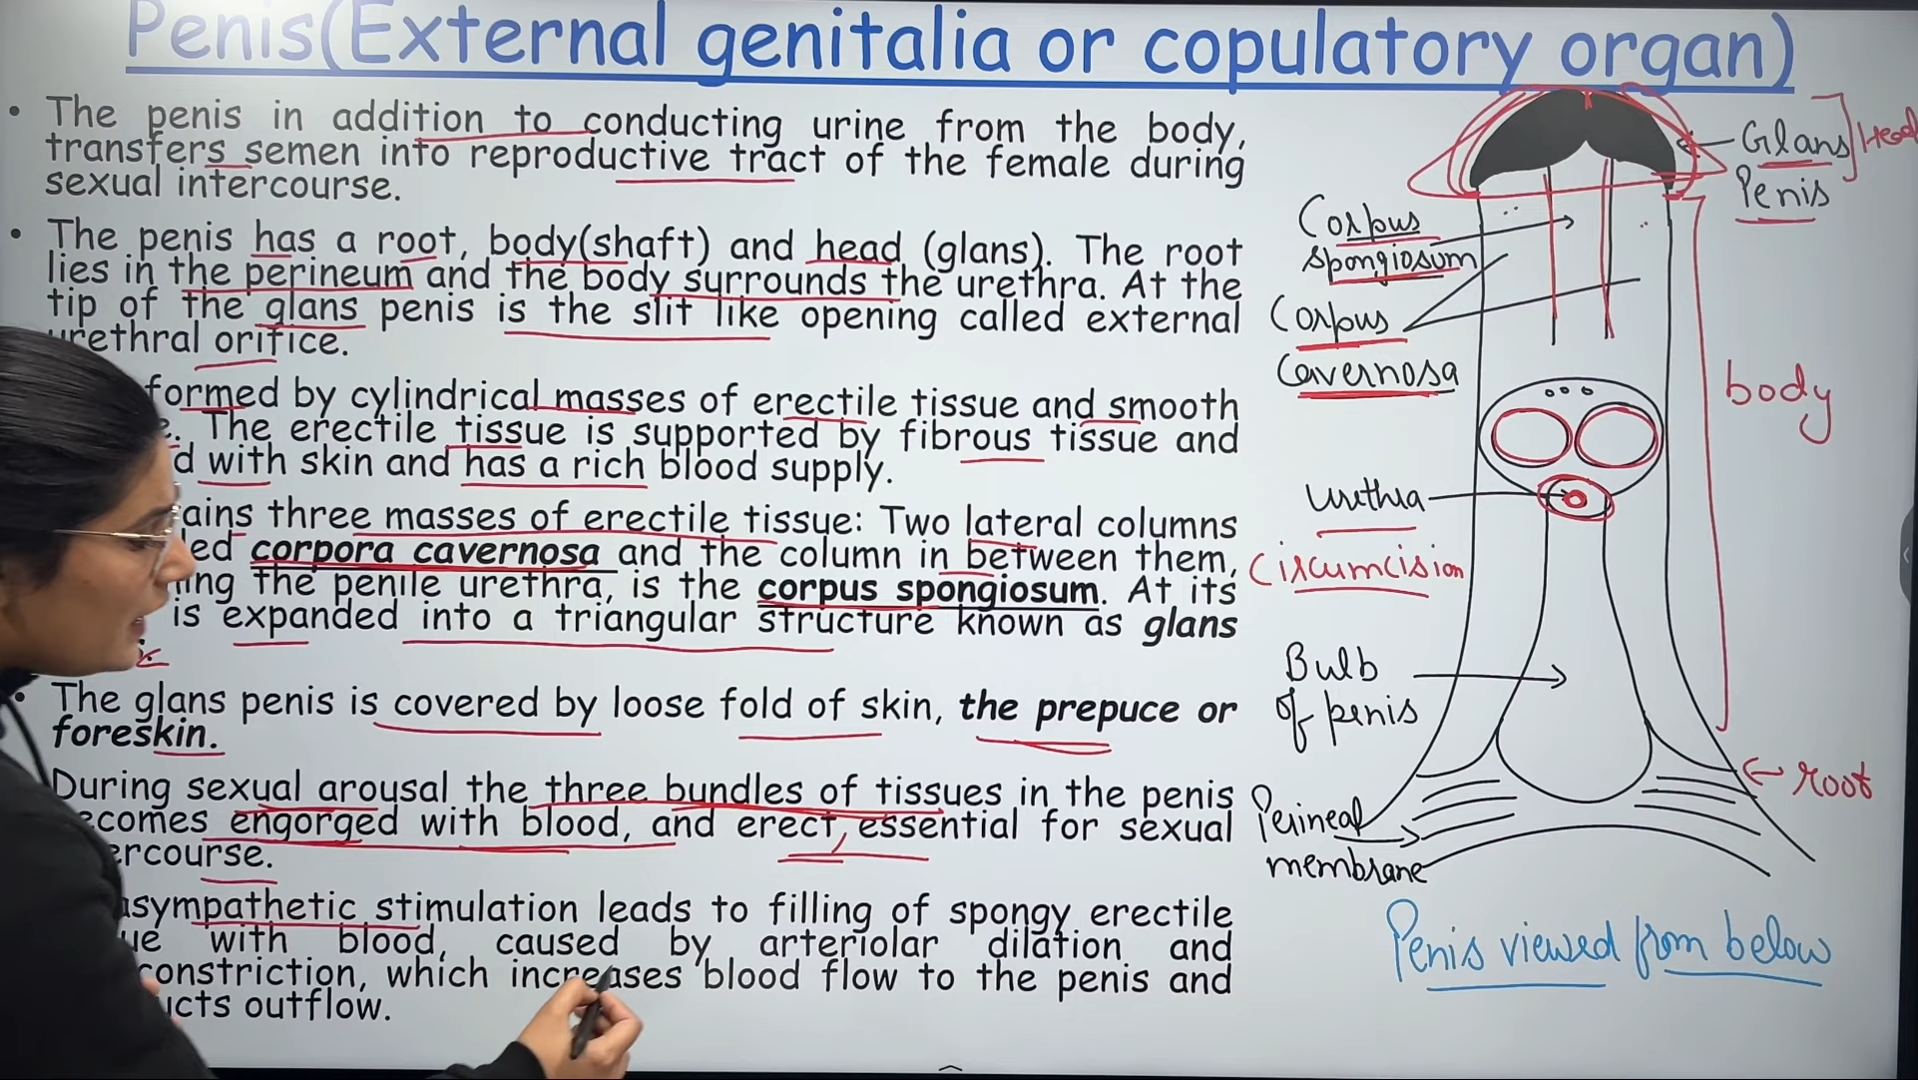 Penis(External genitalia or copulatory organ)
• The penis in addition to conducting urine from the body,
transfers semen into reproductive tract of the female during
sexual intercourse.
• The penis has a root, body(shaft) and head (glans). The root
lies in the perineum and the body surrounds the urethra. At the
tip of the glans penis is the slit like opening called external
urethral orifice.
formed by cylindrical masses of erectile tissue and smooth
The erectile tissue is supported by fibrous tissue and
with skin and has a rich blood supply.
three masses of erectile tissue: Two lateral columns
corpora cavernosa and the column in between them,
the penile urethra, is the corpus spongiosum. At its
is expanded into a triangular structure known as glans
• The glans penis is covered by loose fold of skin, the prepuce or
foreskin.
During sexual arousal the three bundles of tissues in the penis
engorged with blood, and erect, essential for sexual
stimulation leads to filling of spongy erectile
with blood, caused by arteriolar dilation and
constriction, which increases blood flow to the penis and
outflow.
Glans
Penis
Head
Corpus
spongiosum
Corpus
Cavernosa
body
Urethra
Circumcision
Bulb
of penis
root
Perineal
membrane
Penis viewed from below